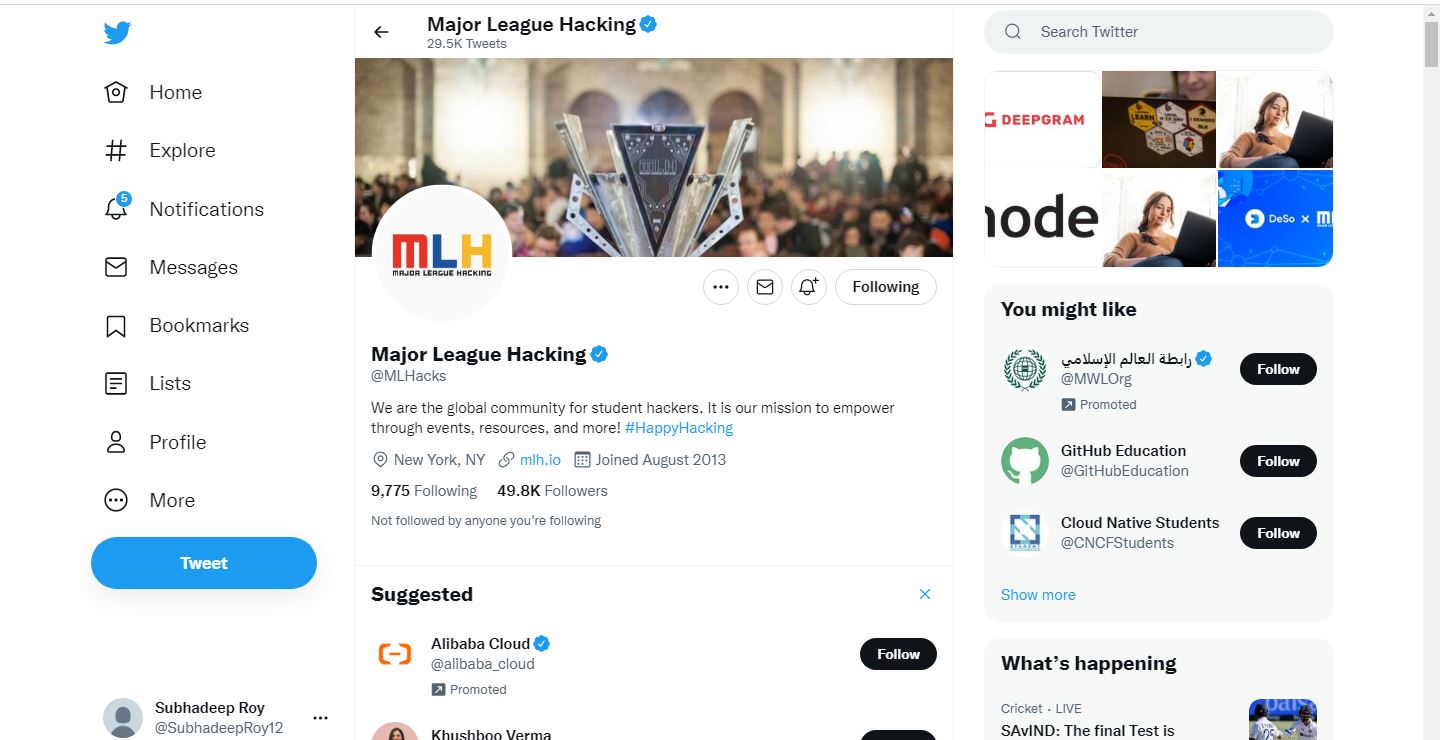 Home
Explore
5
Notifications
Messages
Bookmarks
Lists
Profile
More
Tweet
Subhadeep Roy
@SubhadeepRoy12
Major League Hacking
29.5K Tweets
MLH
MLH
MAJOR LEAGUE HACKING
Following
Major League Hacking
@MLHacks
We are the global community for student hackers. It is our mission to empower
through events, resources, and more! #HappyHacking
New York, NY mlh.io Joined August 2013
9,775 Following 49.8K Followers
Not followed by anyone you’re following
Suggested
Alibaba Cloud
@alibaba_cloud
Promoted
Follow
Khushboo Verma
Search Twitter
DEEPGRAM
LEARN
node
DeSo x
You might like
رابطة العالم الإسلامي
@MWLOrg
Promoted
Follow
GitHub Education
@GitHubEducation
Follow
Cloud Native Students
@CNCFStudents
Follow
Show more
What’s happening
Cricket · LIVE
SAvIND: The final Test is